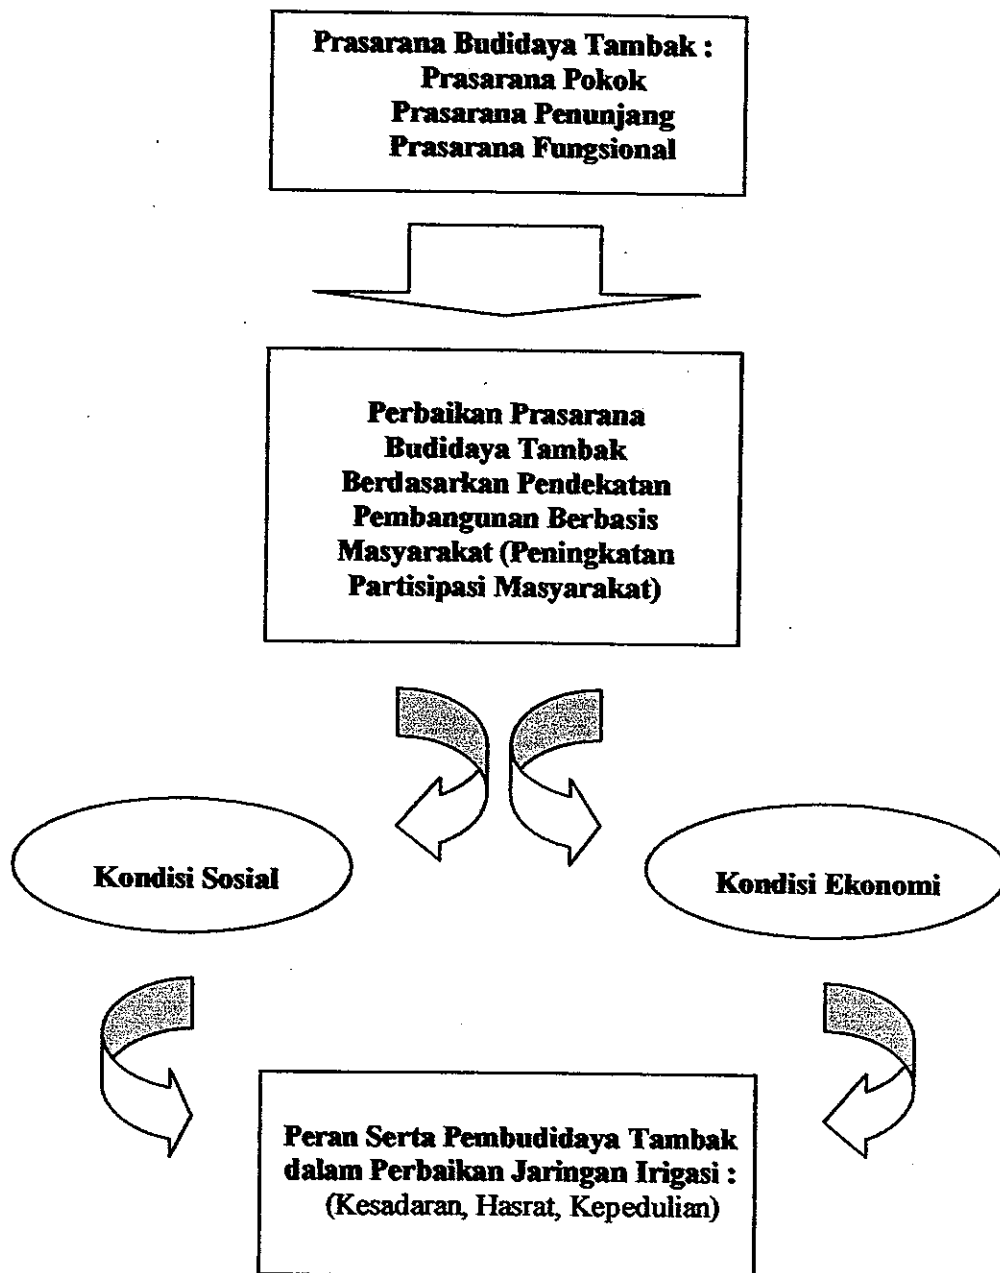 Prasarana Budidaya Tambak :
Prasarana Pokok
Prasarana Penunjang
Prasarana Fungsional
Perbaikan Prasarana
Budidaya Tambak
Berdasarkan Pendekatan
Pembangunan Berbasis
Masyarakat (Peningkatan
Partisipasi Masyarakat)
Kondisi Sosial
Kondisi Ekonomi
Peran Serta Pembudidaya Tambak
dalam Perbaikan Jaringan Irigasi :
(Kesadaran, Hasrat, Kepedulian)